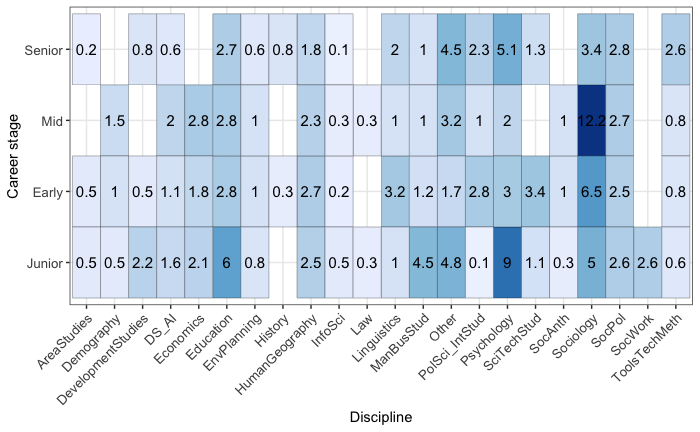 Career stage
Senior 0.2 0.8 0.6 2.7 0.6 0.8 1.8 0.1 2 1 4.5 2.3 5.1 1.3 3.4 2.8 2.6
Mid 1.5 2 2.8 2.8 1 2.3 0.3 0.3 1 1 3.2 1 2 1 12.2 2.7 0.8
Early 0.5 1 0.5 1.1 1.8 2.8 1 0.3 2.7 0.2 3.2 1.2 1.7 2.8 3 3.4 1 6.5 2.5 0.8
Junior 0.5 0.5 2.2 1.6 2.1 6 0.8 2.5 0.5 0.3 1 4.5 4.8 0.1 9 1.1 0.3 5 2.6 2.6 0.6
AreaStudies
Demography
DevelopmentStudies
DS_AI
Economics
Education
EnvPlanning
History
HumanGeography
InfoSci
Law
Linguistics
ManBusStud
Other
PolSci_IntStud
Psychology
SciTechStud
SocAnth
Sociology
SocPol
SocWork
ToolsTechMeth
Discipline